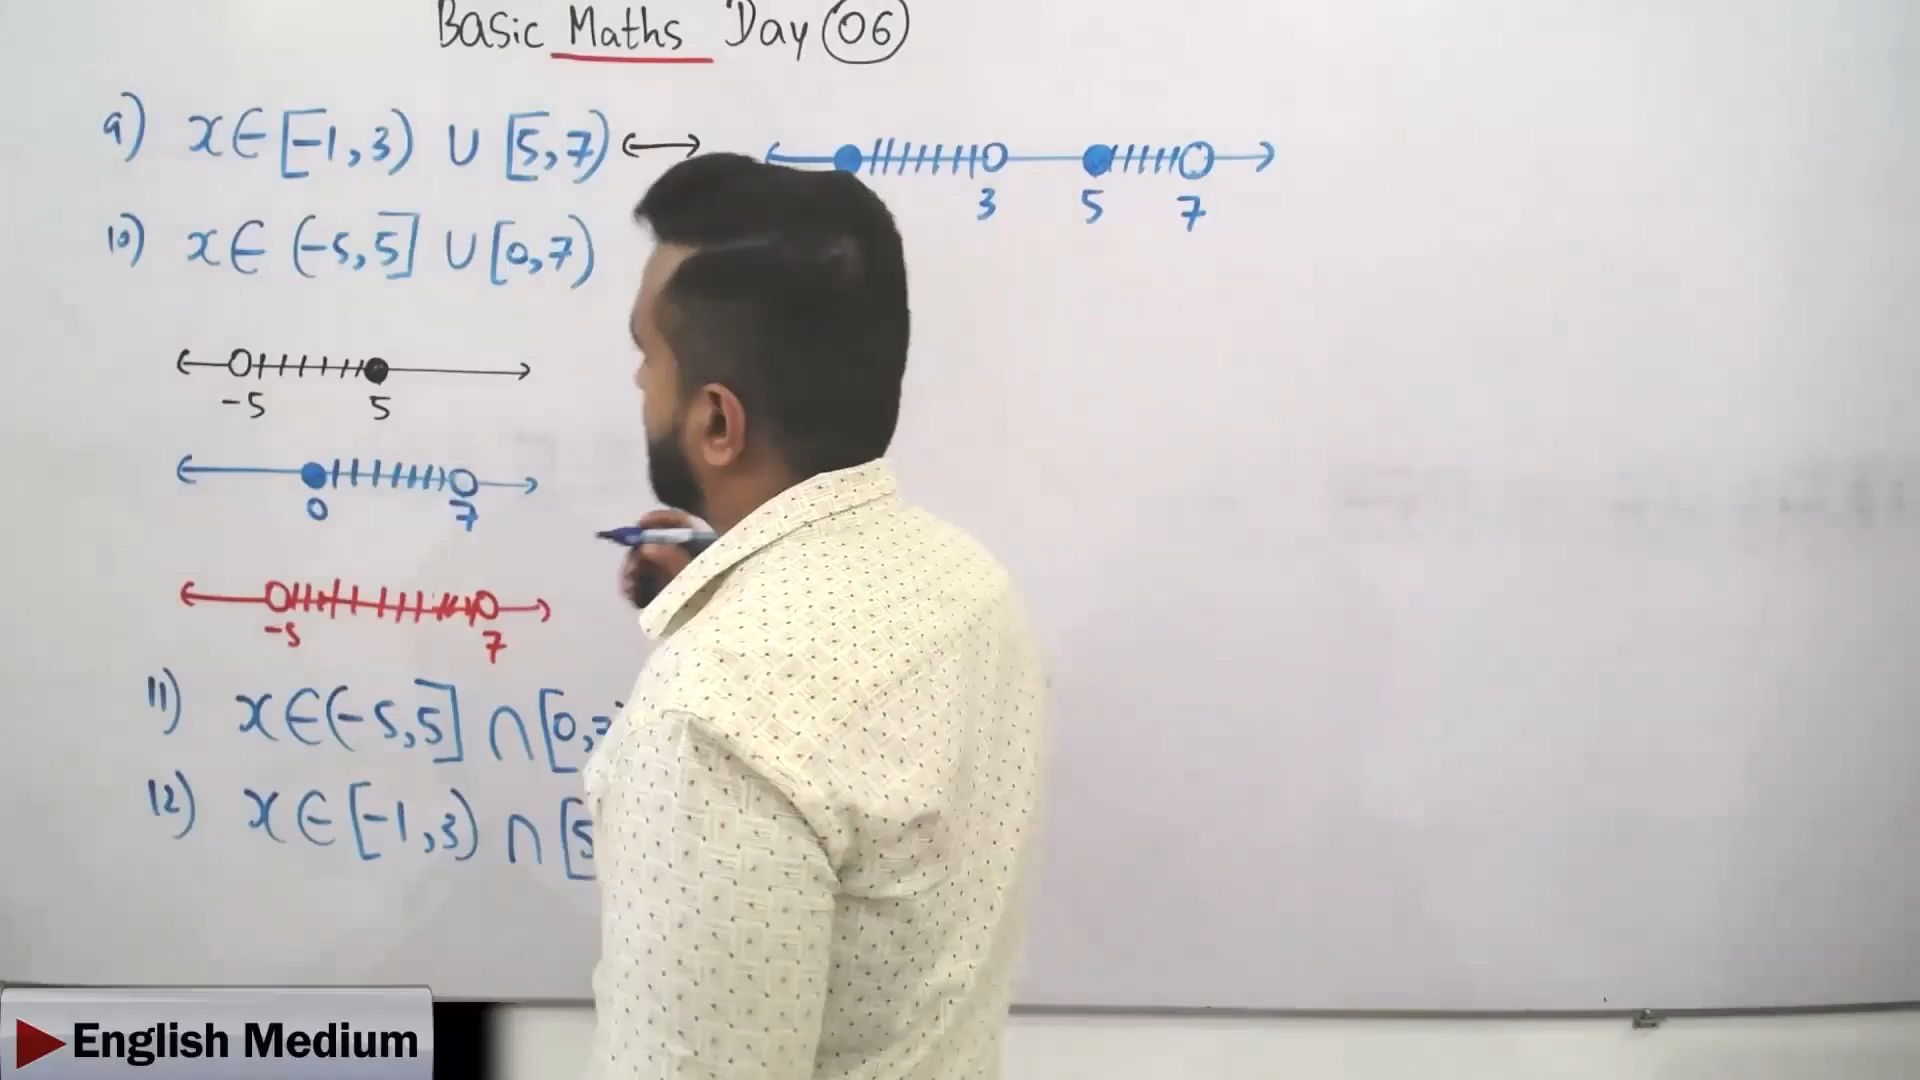 Basic Maths Day 06
9) x ∈ [-1, 3) ∪ [5, 7)
3 5 7
10) x ∈ (-5, 5] ∪ [0, 7)
-5 5
0 7
-5 7
11) x ∈ (-5, 5] ∩ [0,
12) x ∈ [-1, 3) ∩ [5
English Medium